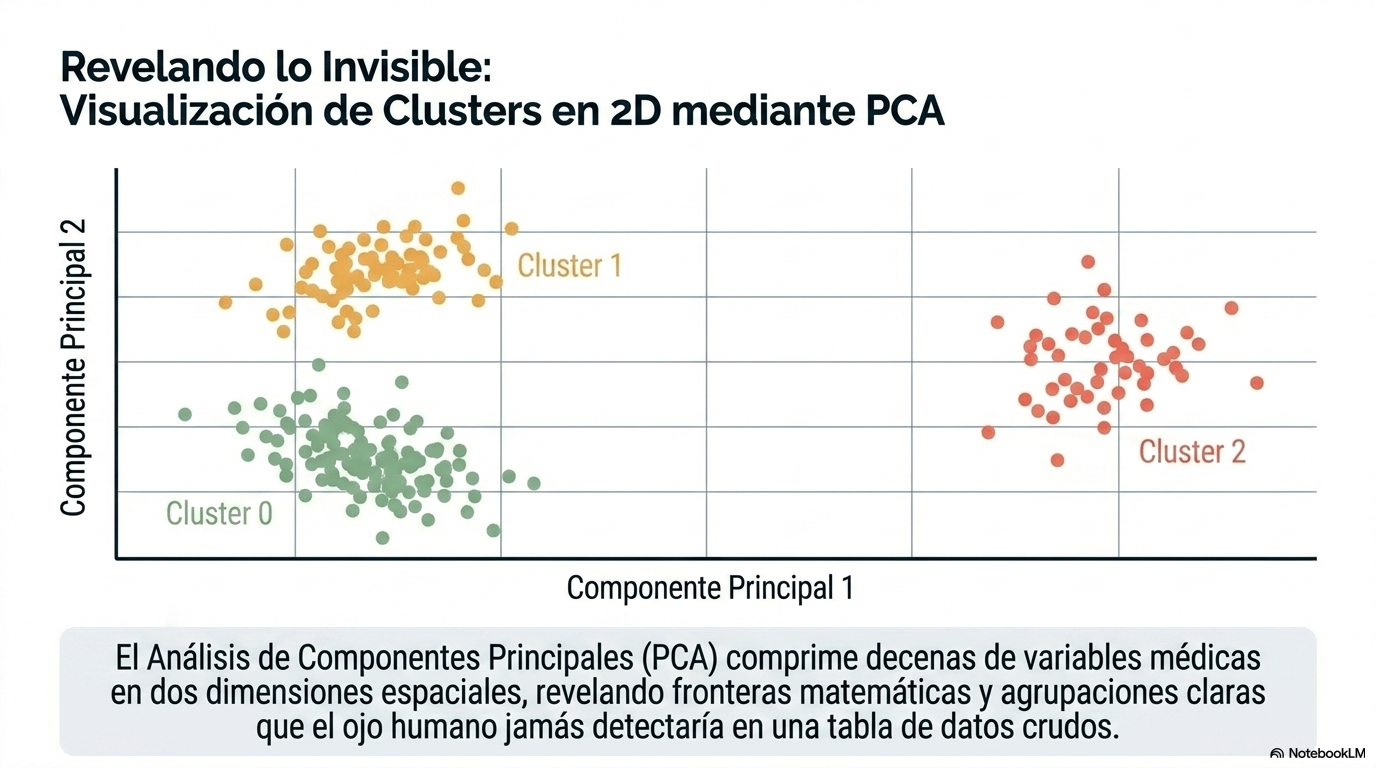 Revelando lo Invisible:
Visualización de Clusters en 2D mediante PCA
Componente Principal 2
Cluster 1
Cluster 2
Cluster 0
Componente Principal 1
El Análisis de Componentes Principales (PCA) comprime decenas de variables médicas
en dos dimensiones espaciales, revelando fronteras matemáticas y agrupaciones claras
que el ojo humano jamás detectaría en una tabla de datos crudos.
NotebookLM